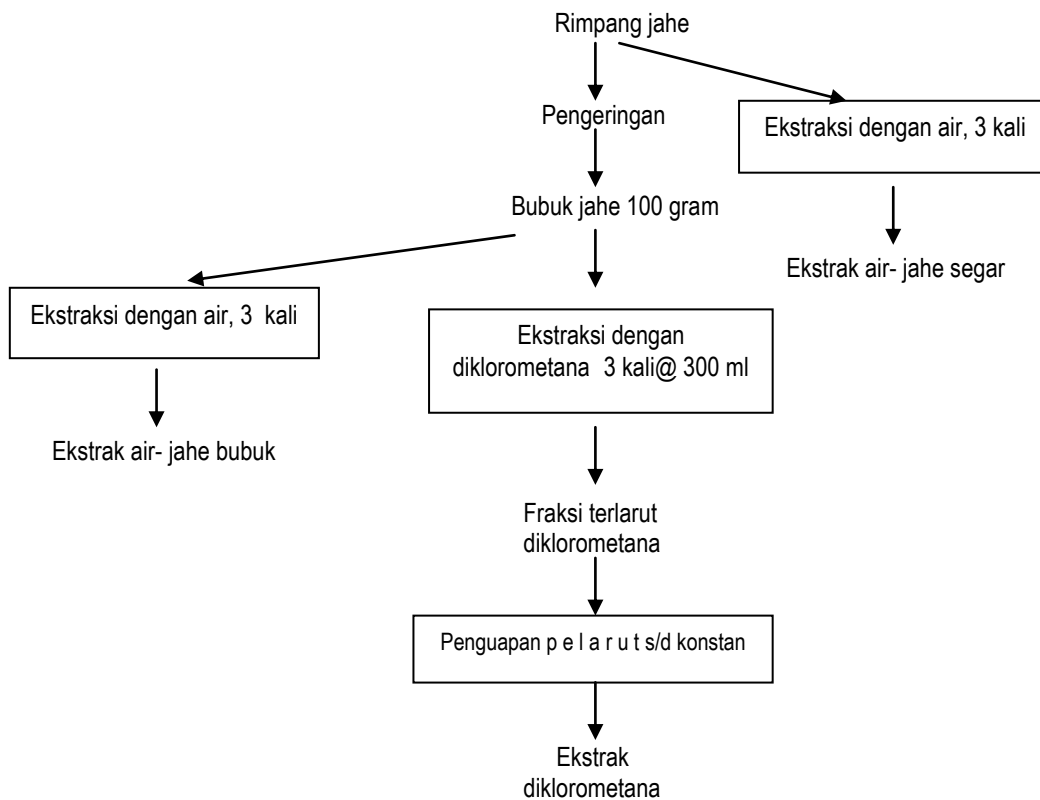 Rimpang jahe
Pengeringan
Ekstraksi dengan air, 3 kali
Bubuk jahe 100 gram
Ekstrak air- jahe segar
Ekstraksi dengan air, 3 kali
Ekstraksi dengan
diklorometana 3 kali@ 300 ml
Ekstrak air- jahe bubuk
Fraksi terlarut
diklorometana
Penguapan p e l a r u t s/d konstan
Ekstrak
diklorometana